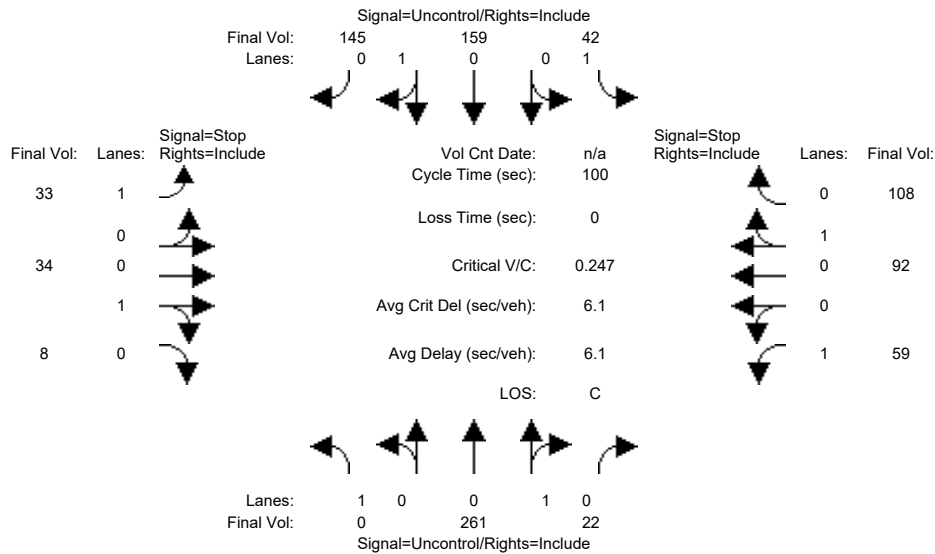 Signal=Uncontrol/Rights=Include
Final Vol: 145 159 42
Lanes: 0 1 0 0 1
Signal=Stop Signal=Stop
Final Vol: Lanes: Rights=Include Vol Cnt Date: n/a Rights=Include Lanes: Final Vol:
Cycle Time (sec): 100
33 1 0 108
Loss Time (sec): 0
0 1
34 0 Critical V/C: 0.247 0 92
1 Avg Crit Del (sec/veh): 6.1 0
8 0 Avg Delay (sec/veh): 6.1 1 59
LOS: C
Lanes: 1 0 0 1 0
Final Vol: 0 261 22
Signal=Uncontrol/Rights=Include